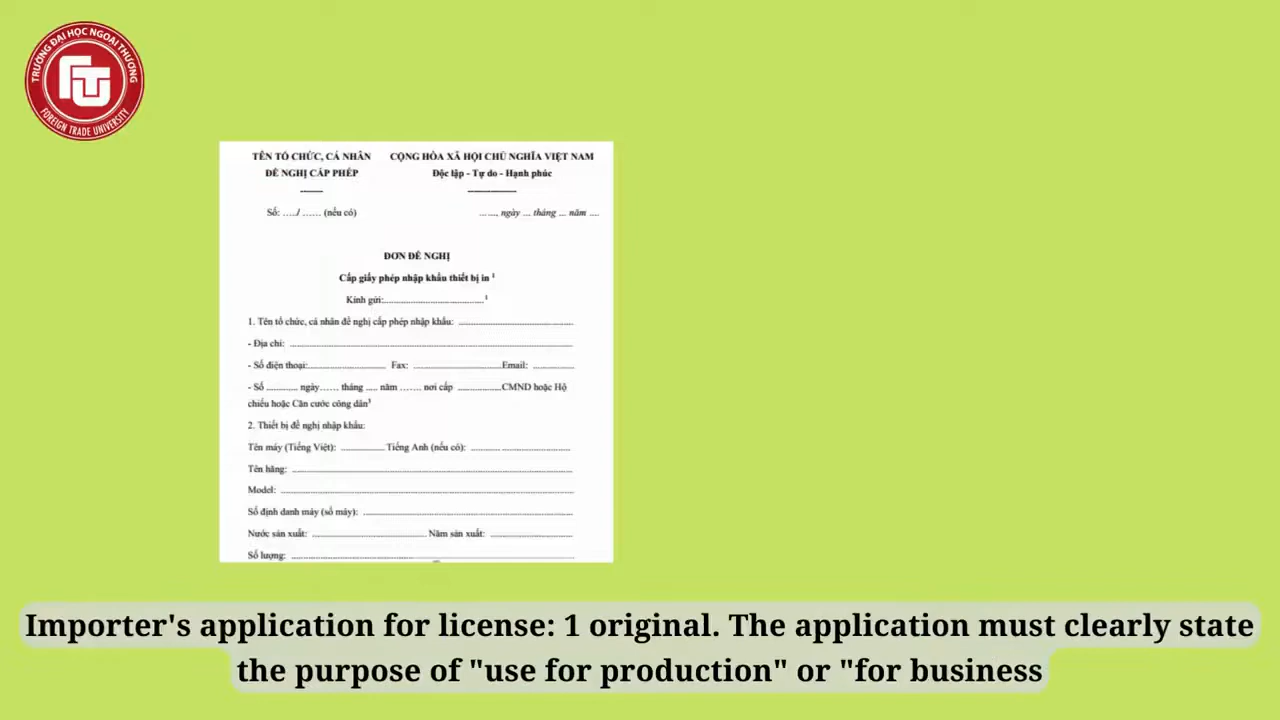 TRƯỜNG ĐẠI HỌC NGOẠI THƯƠNG
FTU
FOREIGN TRADE UNIVERSITY
TÊN TỔ CHỨC, CÁ NHÂN
ĐỀ NGHỊ CẤP PHÉP
--------
Số: …./ …… (nếu có)
CỘNG HÒA XÃ HỘI CHỦ NGHĨA VIỆT NAM
Độc lập - Tự do - Hạnh phúc
----------------
……, ngày ... tháng ... năm ....
ĐƠN ĐỀ NGHỊ
Cấp giấy phép nhập khẩu thiết bị in ¹
Kính gửi:....................................¹
1. Tên tổ chức, cá nhân đề nghị cấp phép nhập khẩu: ........................................
- Địa chỉ: ........................................
- Số điện thoại:.............................. Fax: ..............................Email: ...............
- Số ............ ngày…… tháng ..... năm ……. nơi cấp ................CMND hoặc Hộ
chiếu hoặc Căn cước công dân³
2. Thiết bị đề nghị nhập khẩu:
Tên máy (Tiếng Việt): ................ Tiếng Anh (nếu có): ........................................
Tên hãng: ........................................
Model: ........................................
Số định danh máy (số máy): ........................................
Nước sản xuất: ........................................ Năm sản xuất: ..............................
Số lượng: ........................................
Importer's application for license: 1 original. The application must clearly state
the purpose of "use for production" or "for business